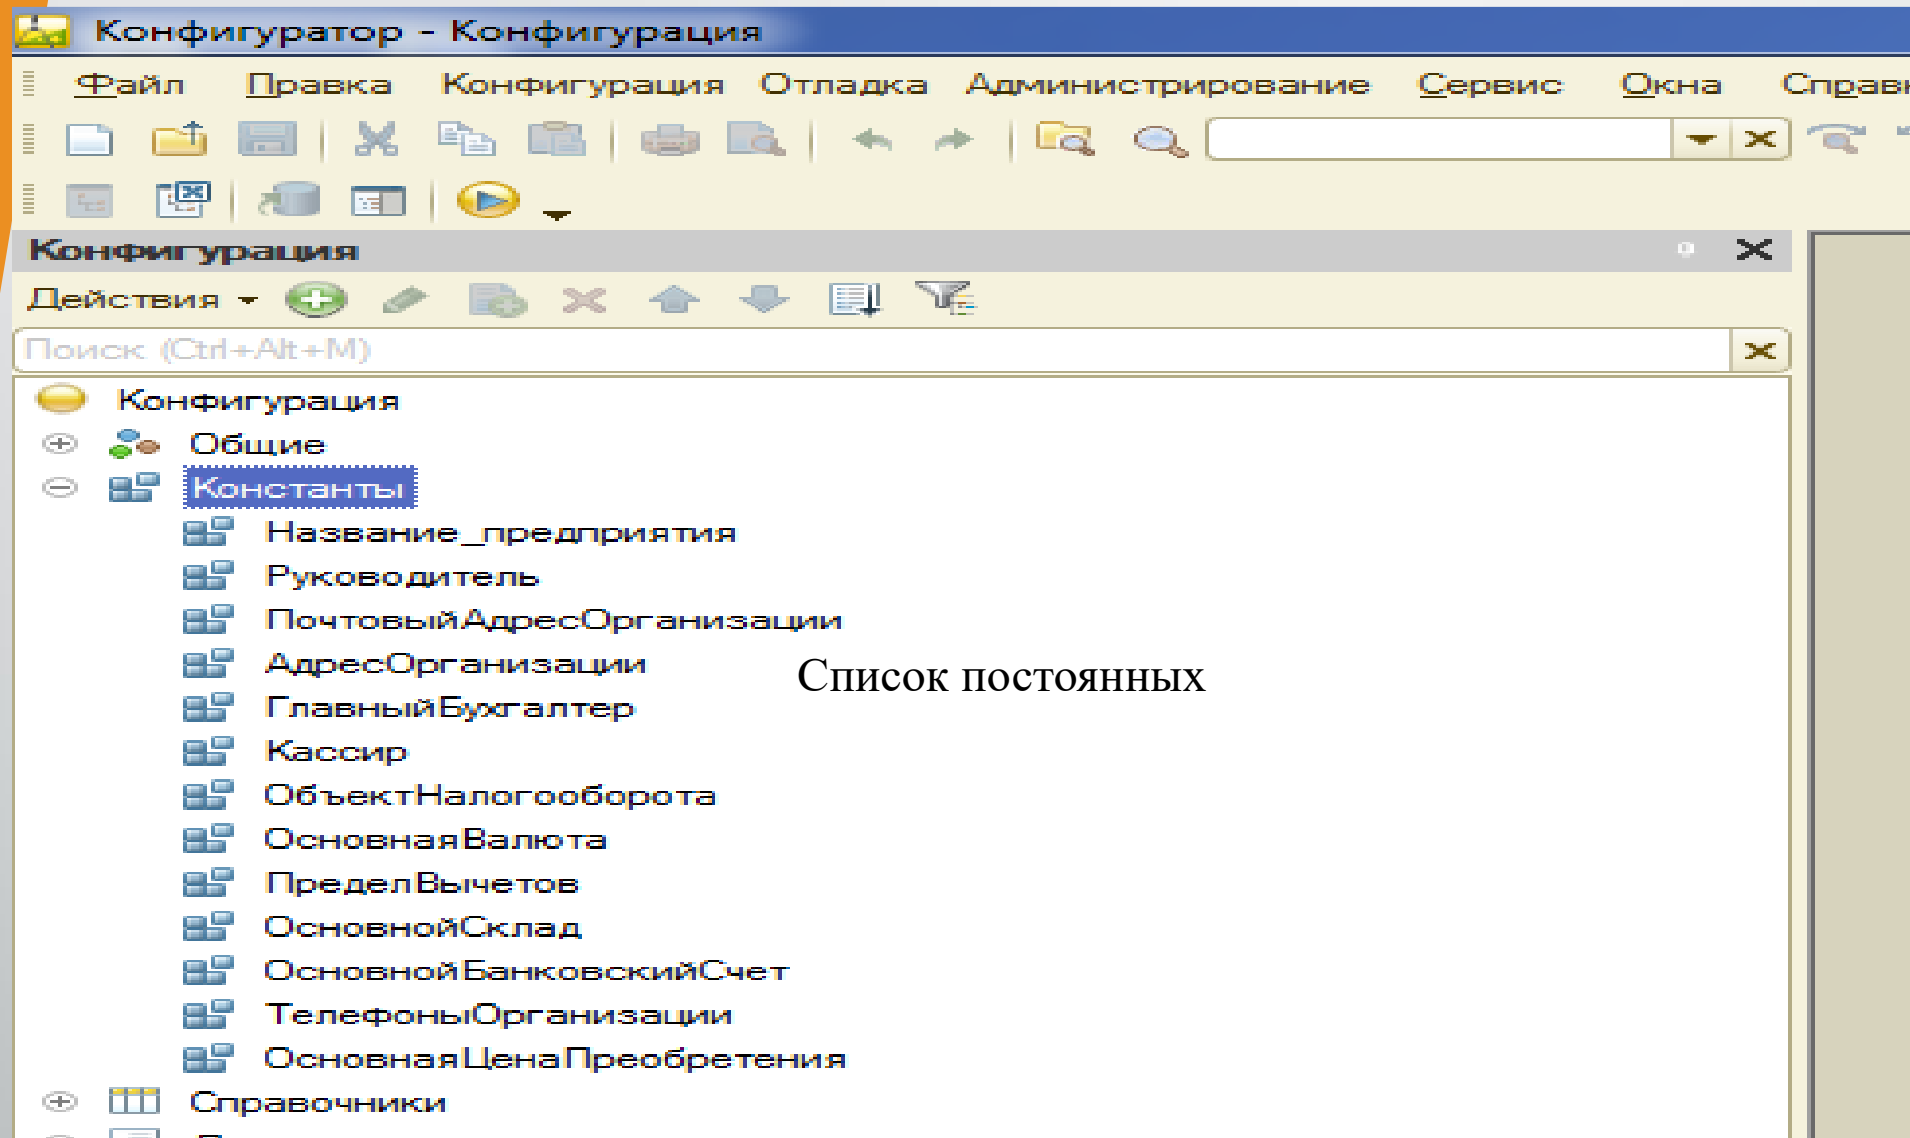 Конфигуратор - Конфигурация
Файл Правка Конфигурация Отладка Администрирование Сервис Окна
Конфигурация
Действия
Поиск (Ctrl+Alt+M)
Конфигурация
Общие
Константы
Название_предприятия
Руководитель
ПочтовыйАдресОрганизации
АдресОрганизации
Список постоянных
ГлавныйБухгалтер
Кассир
ОбъектНалогооборота
ОсновнаяВалюта
ПределВычетов
ОсновнойСклад
ОсновнойБанковскийСчет
ТелефоныОрганизации
ОсновнаяЦенаПреобретения
Справочники